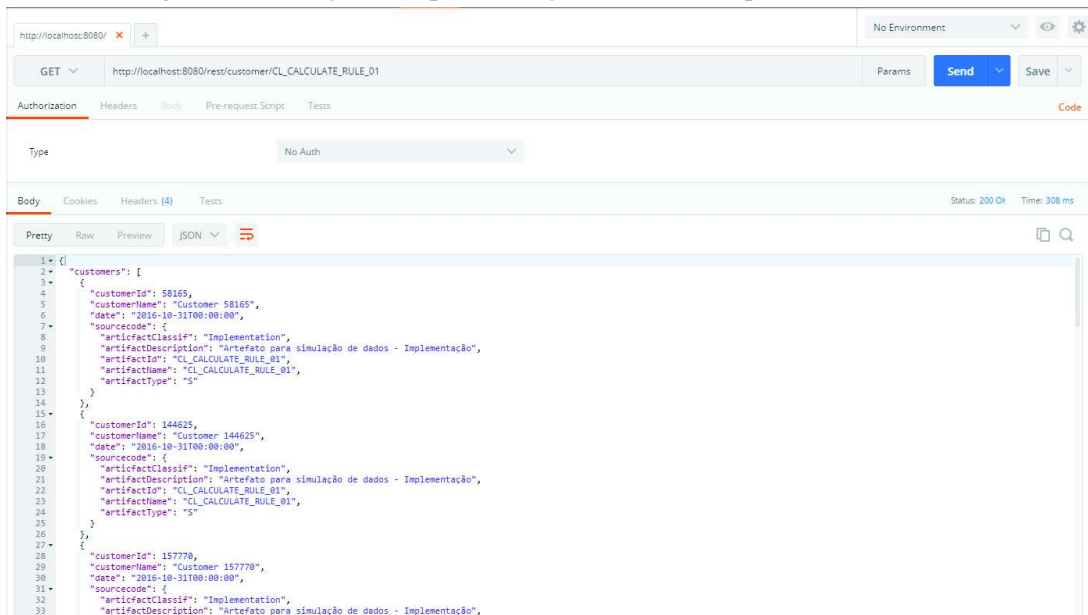 http://localhost:8080/ × +
No Environment
GET http://localhost:8080/rest/customer/CL_CALCULATE_RULE_01 Params Send Save
Authorization Headers Body Pre-request Script Tests Code
Type No Auth
Body Cookies Headers (4) Tests Status: 200 OK Time: 308 ms
Pretty Raw Preview JSON
1 {
2 "customers": [
3 {
4 "customerId": 58165,
5 "customerName": "Customer 58165",
6 "date": "2016-10-31T00:00:00",
7 "sourcecode": {
8 "articfactClassif": "Implementation",
9 "artifactDescription": "Artefato para simulação de dados - Implementação",
10 "artifactId": "CL_CALCULATE_RULE_01",
11 "artifactName": "CL_CALCULATE_RULE_01",
12 "artifactType": "S"
13 }
14 },
15 {
16 "customerId": 144625,
17 "customerName": "Customer 144625",
18 "date": "2016-10-31T00:00:00",
19 "sourcecode": {
20 "articfactClassif": "Implementation",
21 "artifactDescription": "Artefato para simulação de dados - Implementação",
22 "artifactId": "CL_CALCULATE_RULE_01",
23 "artifactName": "CL_CALCULATE_RULE_01",
24 "artifactType": "S"
25 }
26 },
27 {
28 "customerId": 157770,
29 "customerName": "Customer 157770",
30 "date": "2016-10-31T00:00:00",
31 "sourcecode": {
32 "articfactClassif": "Implementation",
33 "artifactDescription": "Artefato para simulação de dados - Implementação",